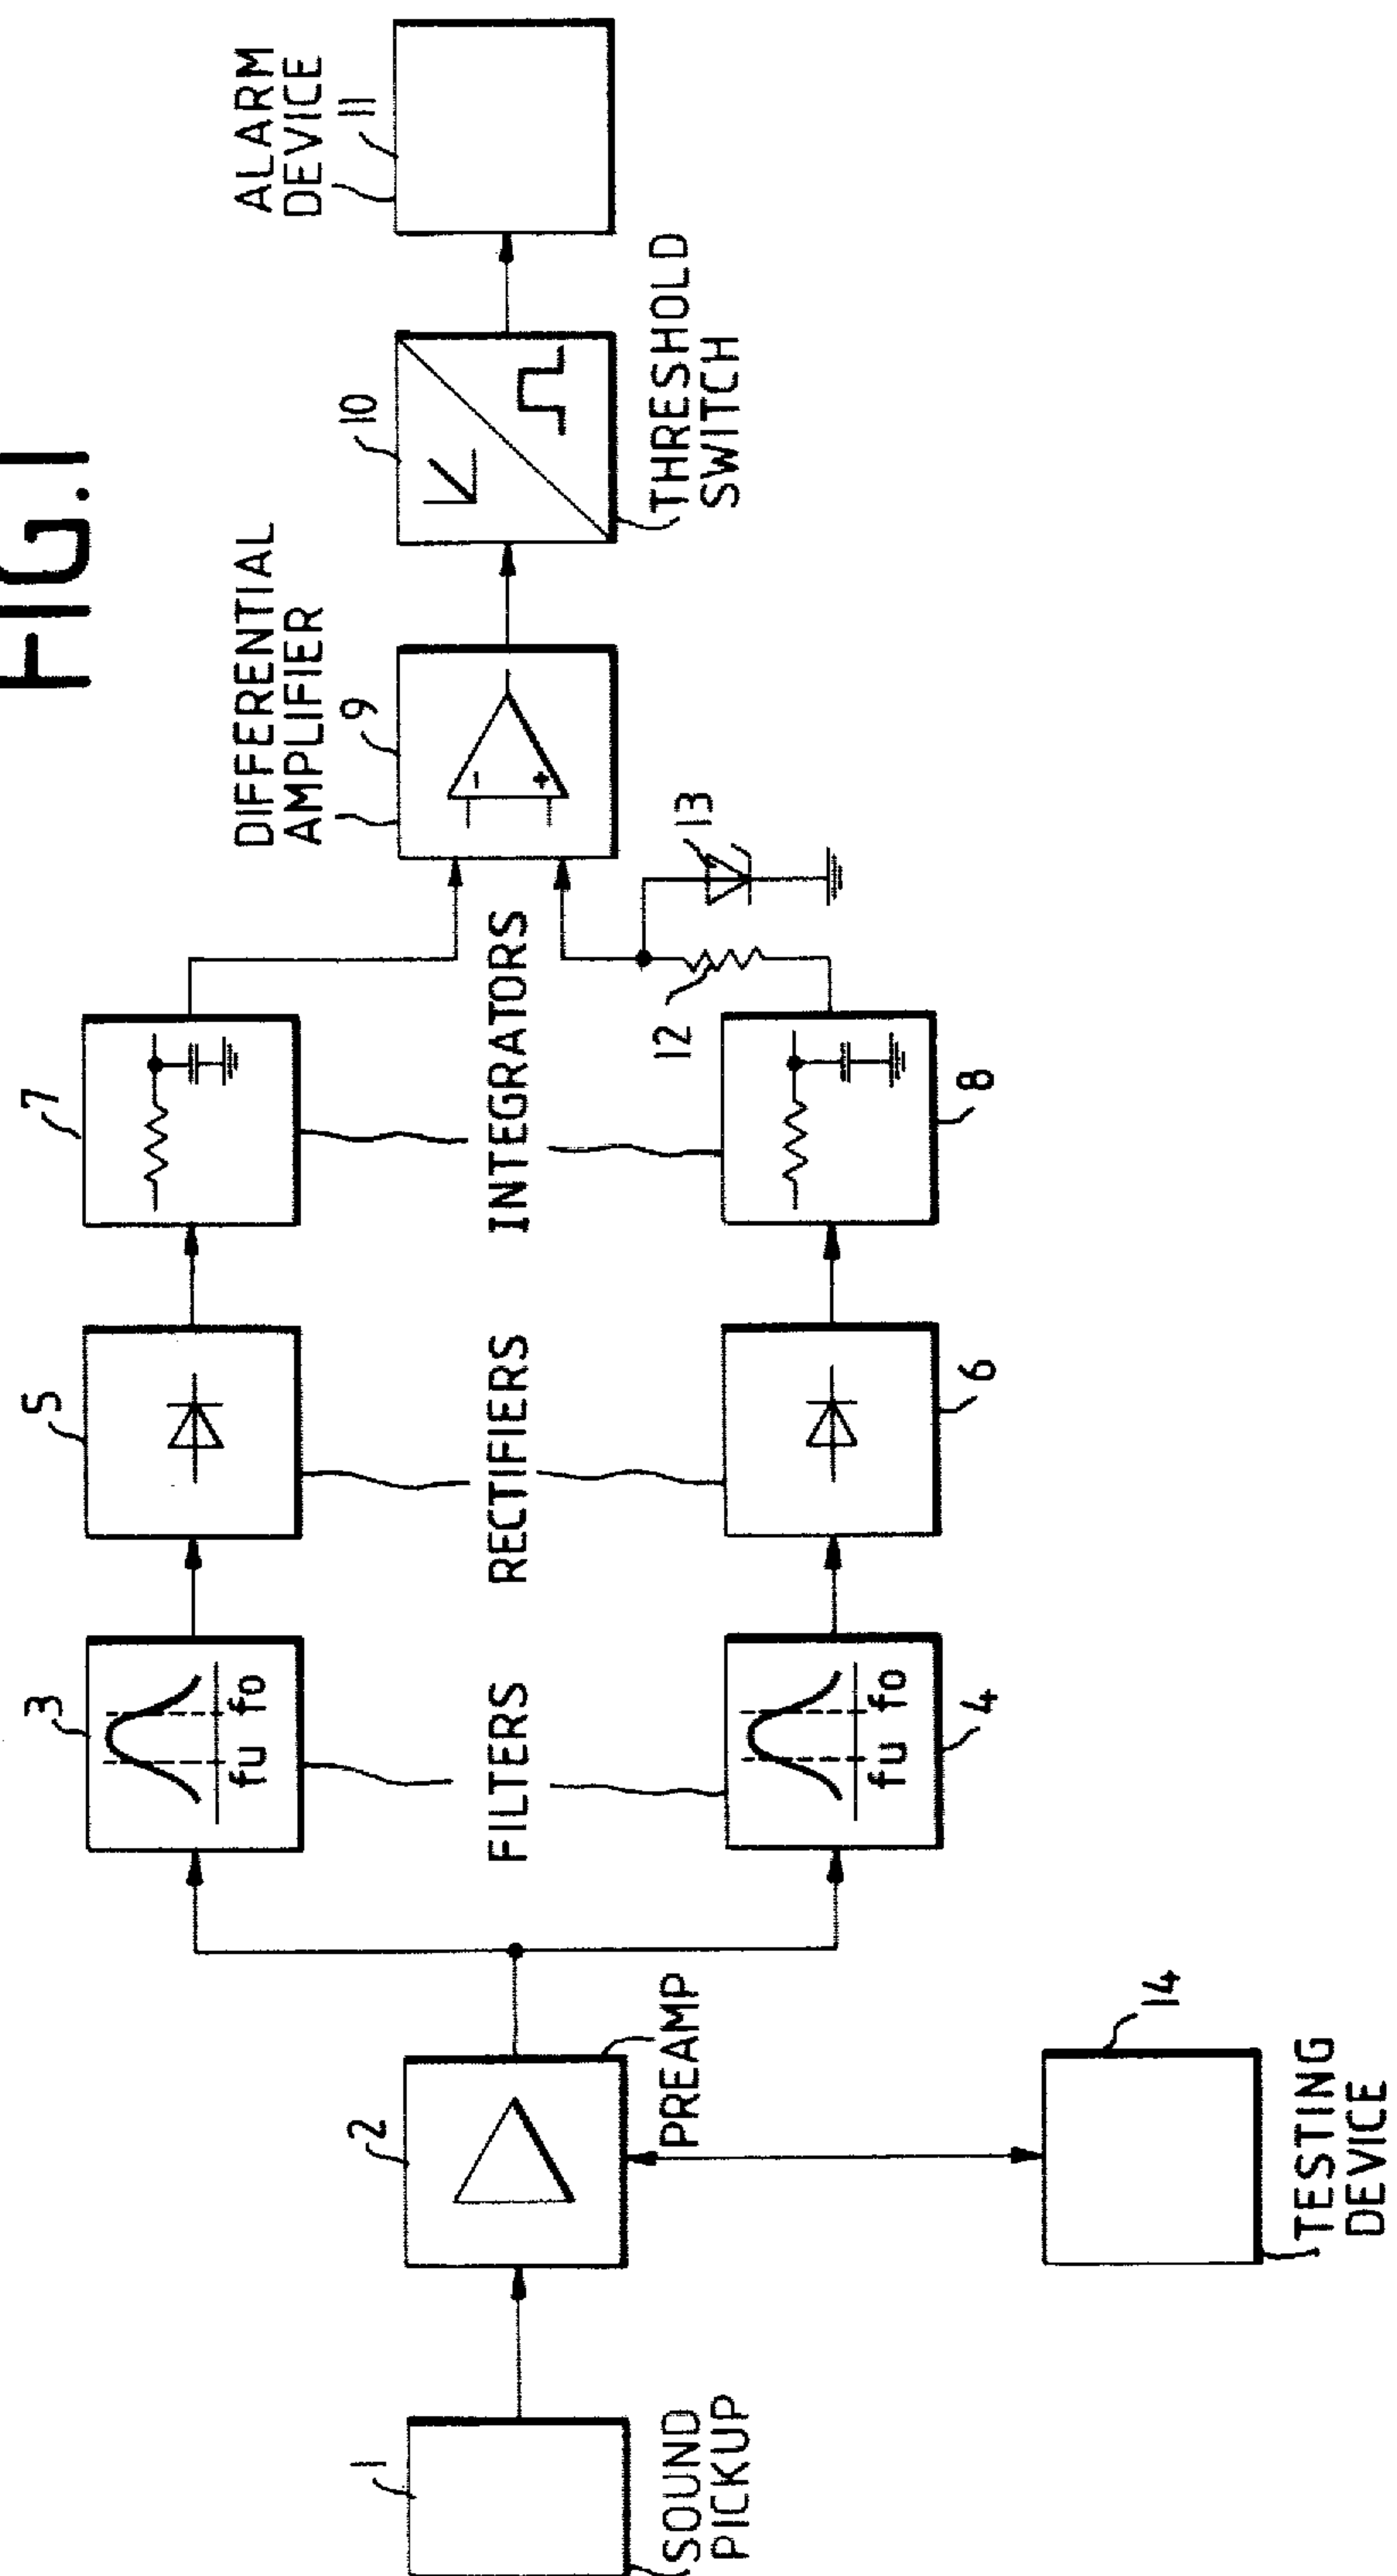 FIG.1
1
SOUND
PICKUP
2
PREAMP
14
TESTING
DEVICE
3
fu fo
FILTERS
4
fu fo
5
RECTIFIERS
6
7
INTEGRATORS
8
12
13
DIFFERENTIAL
AMPLIFIER
9
-
+
10
THRESHOLD
SWITCH
ALARM
DEVICE
11